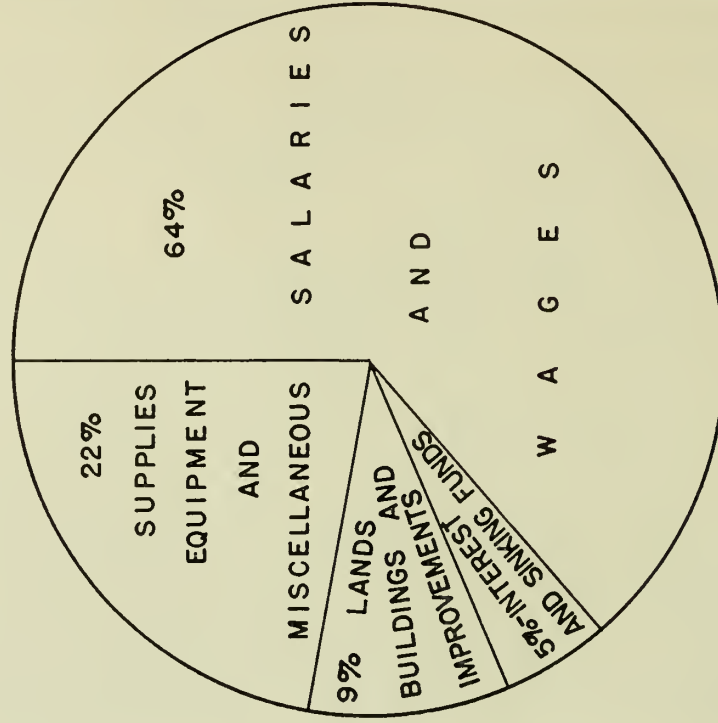 64%
SALARIES
AND
WAGES
22%
SUPPLIES
EQUIPMENT
AND
MISCELLANEOUS
9% LANDS
BUILDINGS AND
IMPROVEMENTS
5%-INTEREST
AND SINKING FUNDS